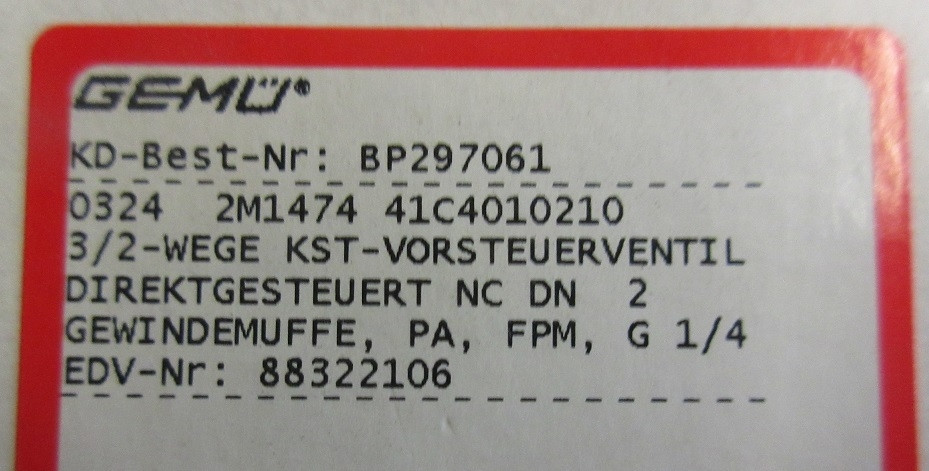 GEMÜ®
KD-Best-Nr: BP297061
0324 2M1474 41C4010210
3/2-WEGE KST-VORSTEUERVENTIL
DIREKTGESTEUERT NC DN 2
GEWINDEMUFFE, PA, FPM, G 1/4
EDV-Nr: 88322106